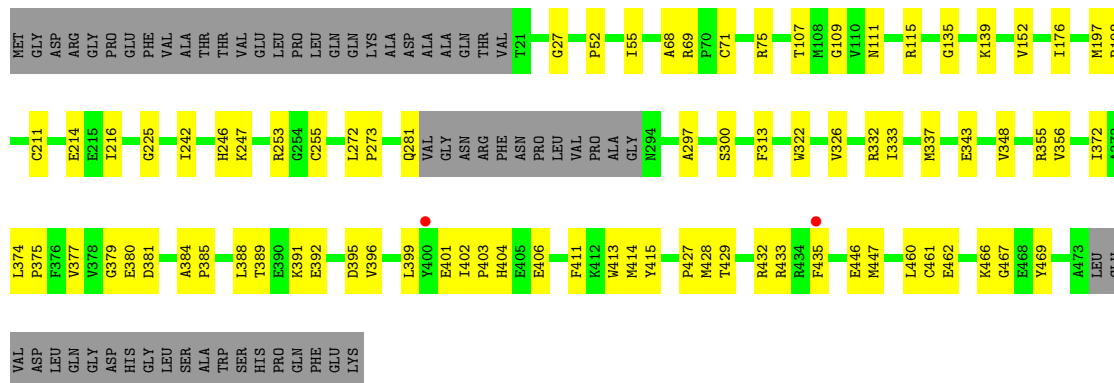 MET GLY ASP ARG GLY PRO GLU PHE VAL ALA THR THR VAL GLU LEU PRO LEU GLN GLN LYS ALA ASP ALA ALA GLN THR VAL T21 G27 P52 I55 A68 R69 P70 C71 R75 T107 M108 G109 V110 N111 R115 G135 K139 V152 I176 M197
C211 E214 E215 I216 G225 I242 H246 K247 R253 G254 C255 L272 P273 Q281 VAL GLY ASN ARG PHE ASN PRO LEU VAL PRO ALA GLY N294 A297 S300 F313 W322 V326 R332 I333 M337 E343 V348 R355 V356 I372
L374 P375 F376 V377 V378 G379 E380 D381 A384 P385 L388 T389 E390 K391 E392 D395 V396 L399 Y400 E401 I402 P403 H404 E405 E406 F411 K412 W413 M414 Y415 P427 M428 T429 R432 R433 R434 F435 E446 M447 L460 C461 E462 K466 G467 E468 Y469 A473 LEU
VAL ASP LEU GLN GLY ASP HIS GLY LEU SER ALA TRP SER HIS PRO GLN PHE GLU LYS